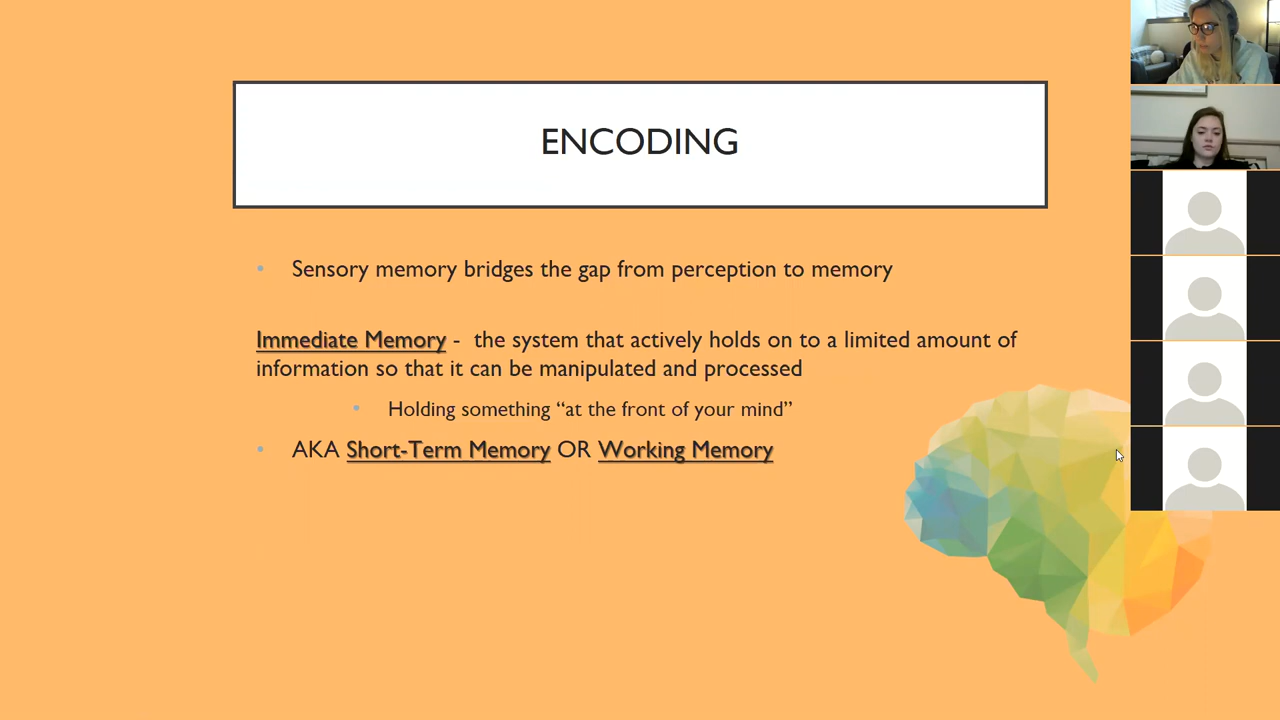 ENCODING
• Sensory memory bridges the gap from perception to memory
Immediate Memory - the system that actively holds on to a limited amount of
information so that it can be manipulated and processed
• Holding something “at the front of your mind”
• AKA Short-Term Memory OR Working Memory